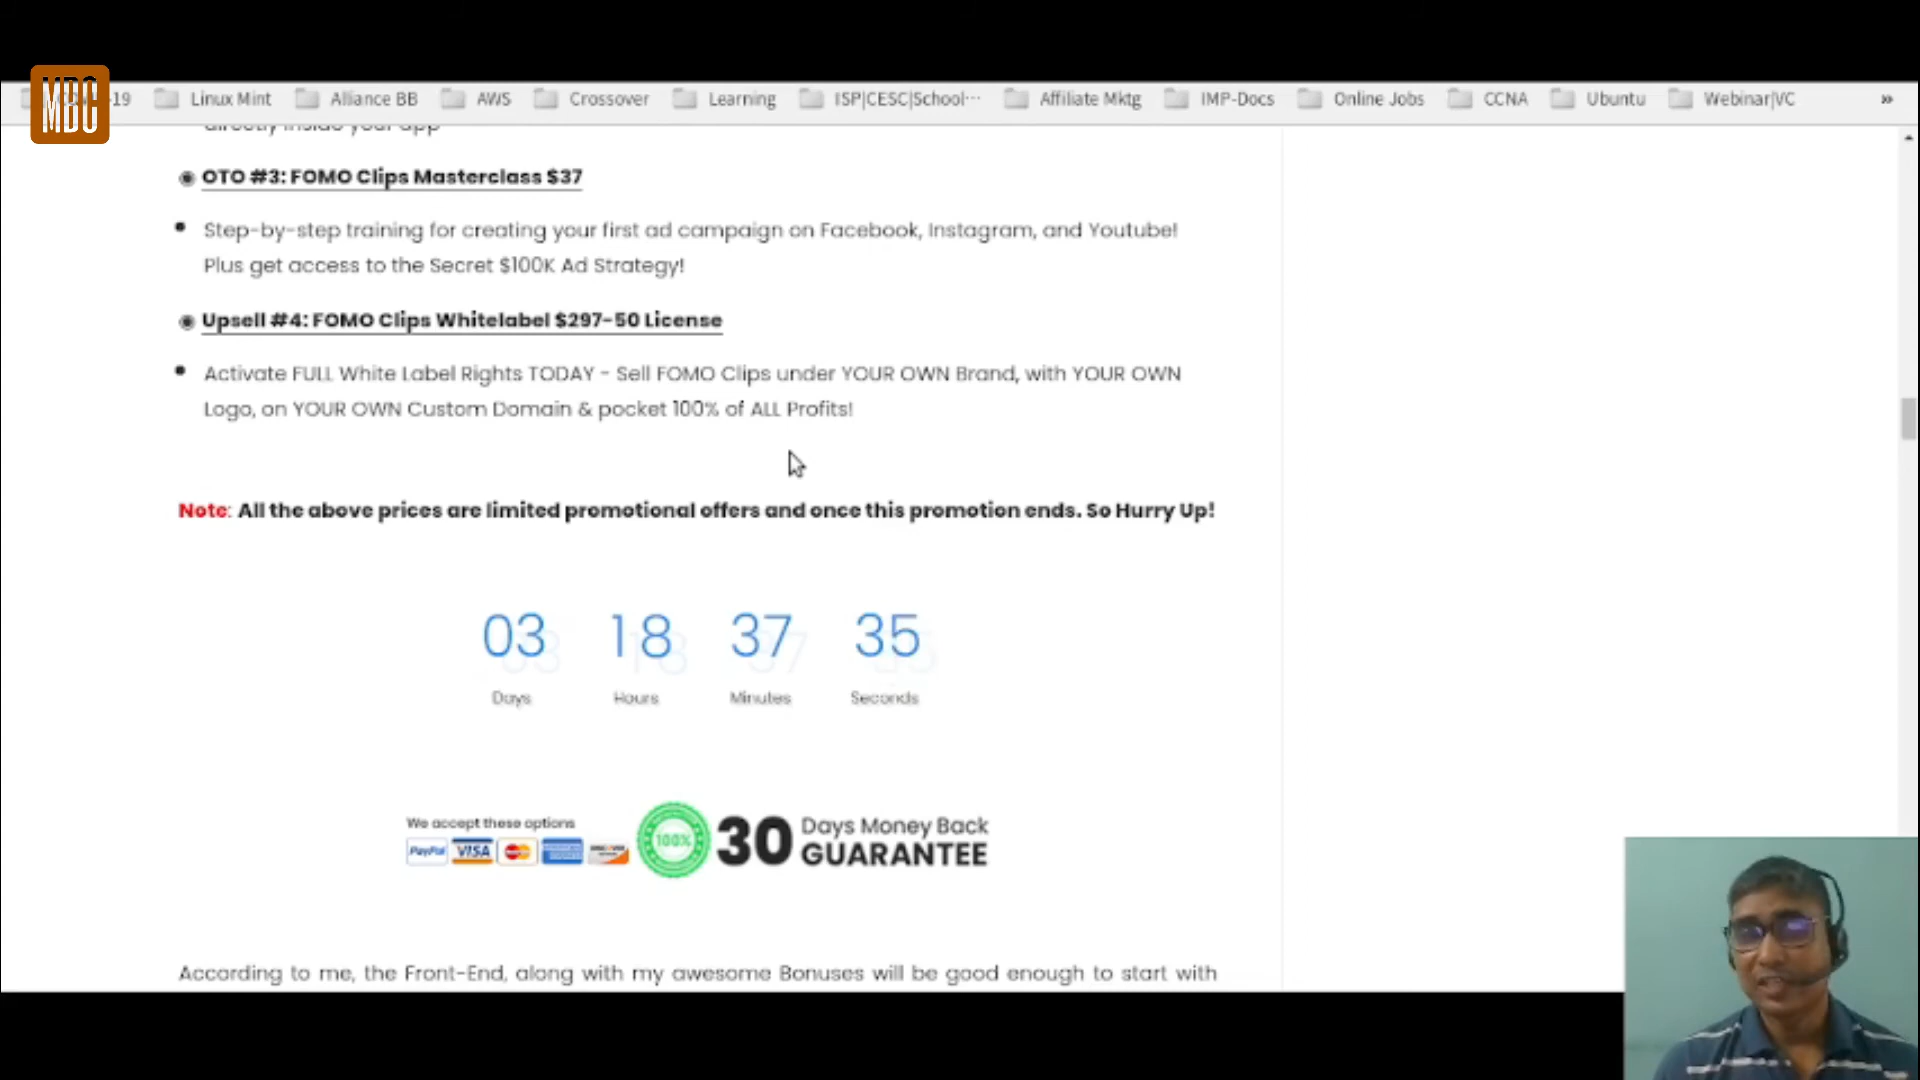 MBC
19
Linux Mint
Alliance BB
AWS
Crossover
Learning
ISP|CESC|School···
Affiliate Mktg
IMP-Docs
Online Jobs
CCNA
Ubuntu
Webinar|VC
»
directly inside your app
OTO #3: FOMO Clips Masterclass $37
Step-by-step training for creating your first ad campaign on Facebook, Instagram, and Youtube!
Plus get access to the Secret $100K Ad Strategy!
Upsell #4: FOMO Clips Whitelabel $297-50 License
Activate FULL White Label Rights TODAY - Sell FOMO Clips under YOUR OWN Brand, with YOUR OWN
Logo, on YOUR OWN Custom Domain & pocket 100% of ALL Profits!
Note: All the above prices are limited promotional offers and once this promotion ends. So Hurry Up!
03 18 37 35
Days Hours Minutes Seconds
We accept these options
PayPal VISA
100%
30 Days Money Back
GUARANTEE
According to me, the Front-End, along with my awesome Bonuses will be good enough to start with